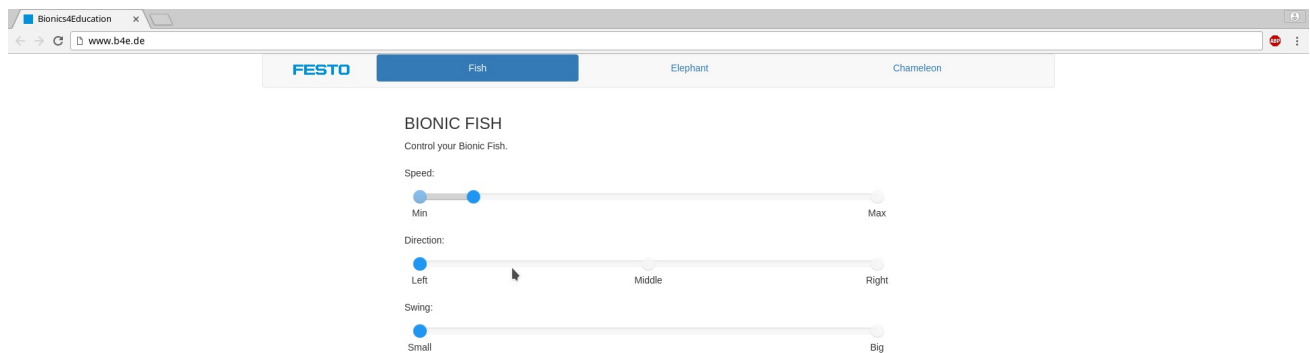 Bionics4Education
www.b4e.de
ABP
FESTO Fish Elephant Chameleon
BIONIC FISH
Control your Bionic Fish.
Speed:
Min Max
Direction:
Left Middle Right
Swing:
Small Big